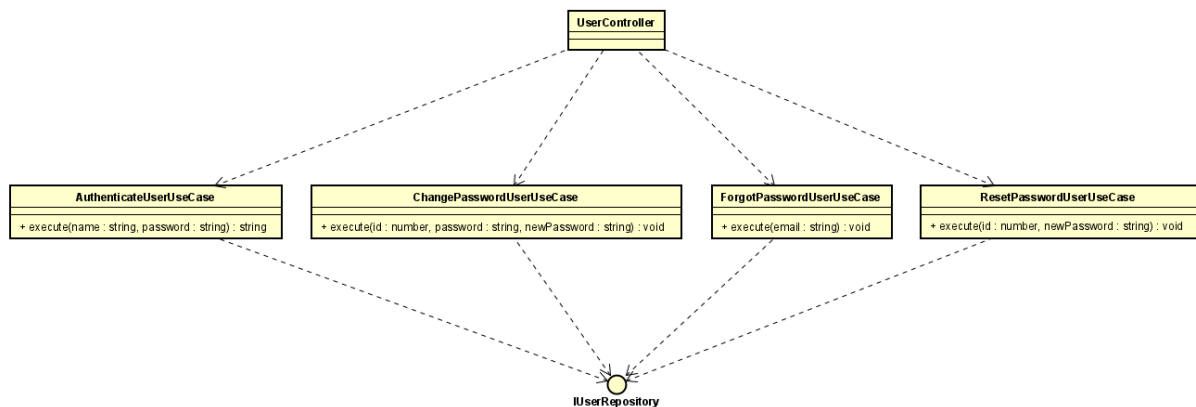 UserController
AuthenticateUserUseCase
+ execute(name : string, password : string) : string
ChangePasswordUserUseCase
+ execute(id : number, password : string, newPassword : string) : void
ForgotPasswordUserUseCase
+ execute(email : string) : void
ResetPasswordUserUseCase
+ execute(id : number, newPassword : string) : void
IUserRepository